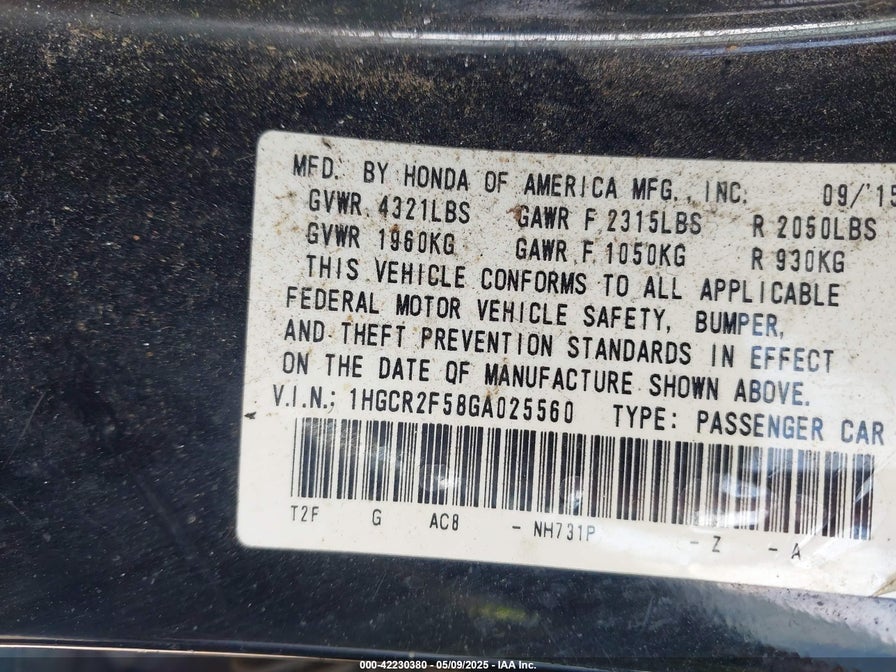 MFD. BY HONDA OF AMERICA MFG., INC. 09/'15
GVWR 4321LBS GAWR F 2315LBS R 2050LBS
GVWR 1960KG GAWR F 1050KG R 930KG
THIS VEHICLE CONFORMS TO ALL APPLICABLE
FEDERAL MOTOR VEHICLE SAFETY, BUMPER,
AND THEFT PREVENTION STANDARDS IN EFFECT
ON THE DATE OF MANUFACTURE SHOWN ABOVE.
V.I.N.: 1HGCR2F58GA025560 TYPE: PASSENGER CAR
T2F G AC8 - NH731P - Z - A
000-42230380 - 05/09/2025 - IAA Inc.